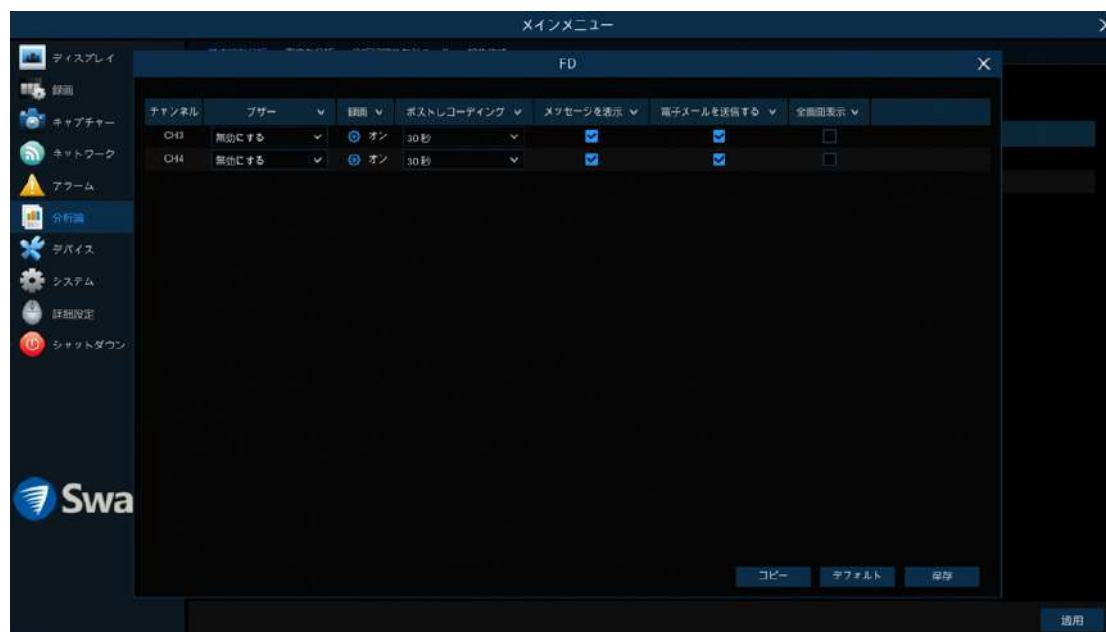 メインメニュー
FD
ディスプレイ
録画
キャプチャー
ネットワーク
アラーム
分析論
デバイス
システム
詳細設定
シャットダウン
チャンネル ブザー 録画 ポストレコーディング メッセージを表示 電子メールを送信する 全画面表示
CH3 無効にする オン 30 秒
CH4 無効にする オン 30 秒
Swa
コピー デフォルト 保存
適用